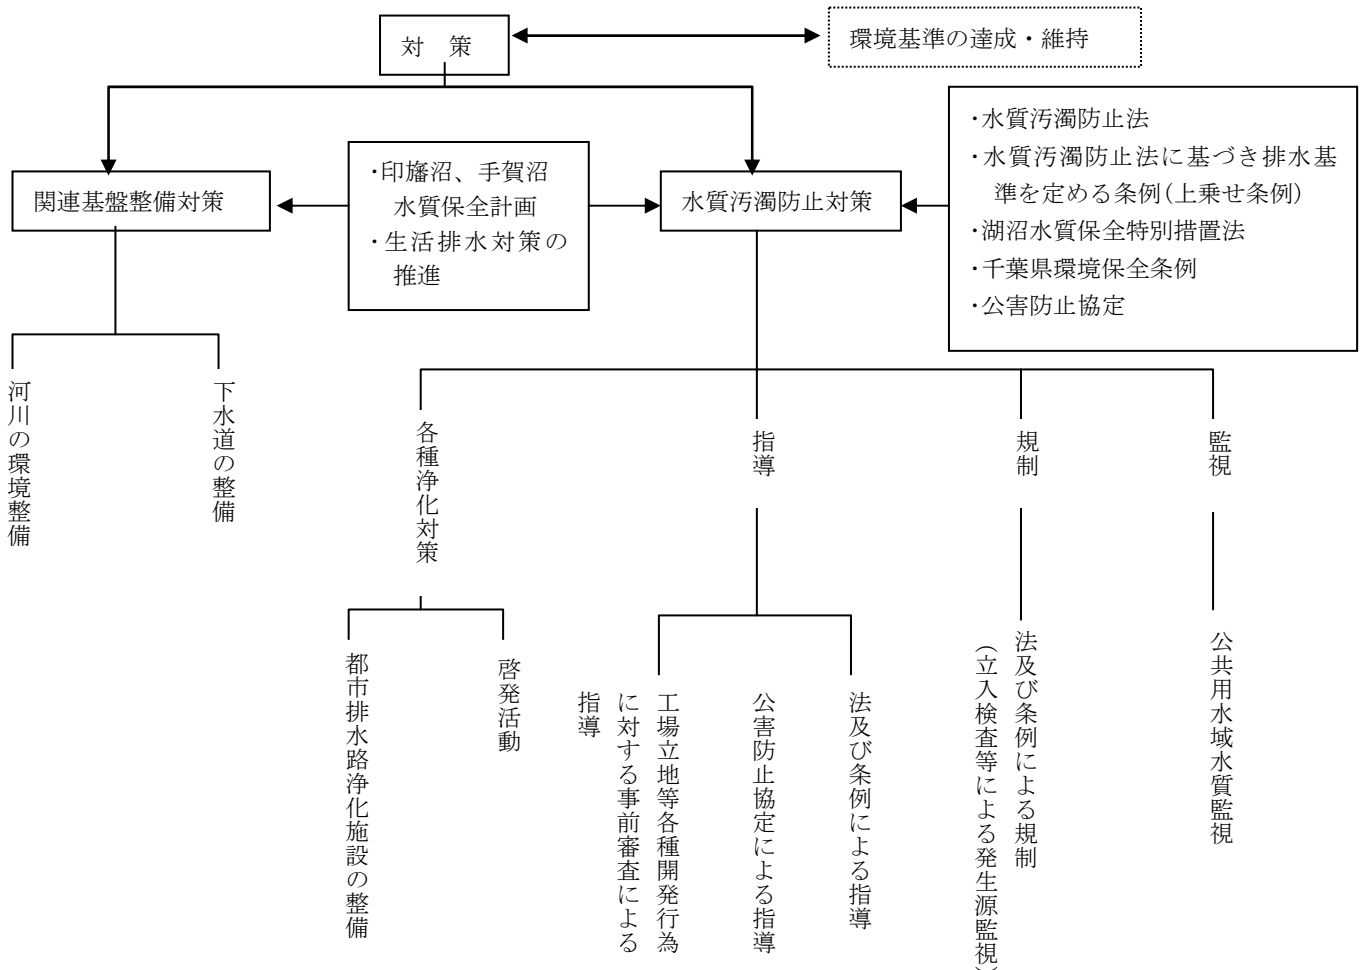 対　策
環境基準の達成・維持
・水質汚濁防止法
・水質汚濁防止法に基づき排水基
準を定める条例(上乗せ条例)
・湖沼水質保全特別措置法
・千葉県環境保全条例
・公害防止協定
・印旛沼、手賀沼
水質保全計画
・生活排水対策の
推進
関連基盤整備対策
水質汚濁防止対策
河川の環境整備
下水道の整備
各種浄化対策
指導
規制
監視
都市排水路浄化施設の整備
啓発活動
工場立地等各種開発行為
に対する事前審査による
指導
公害防止協定による指導
法及び条例による指導
法及び条例による規制
(立入検査等による発生源監視)
公共用水域水質監視